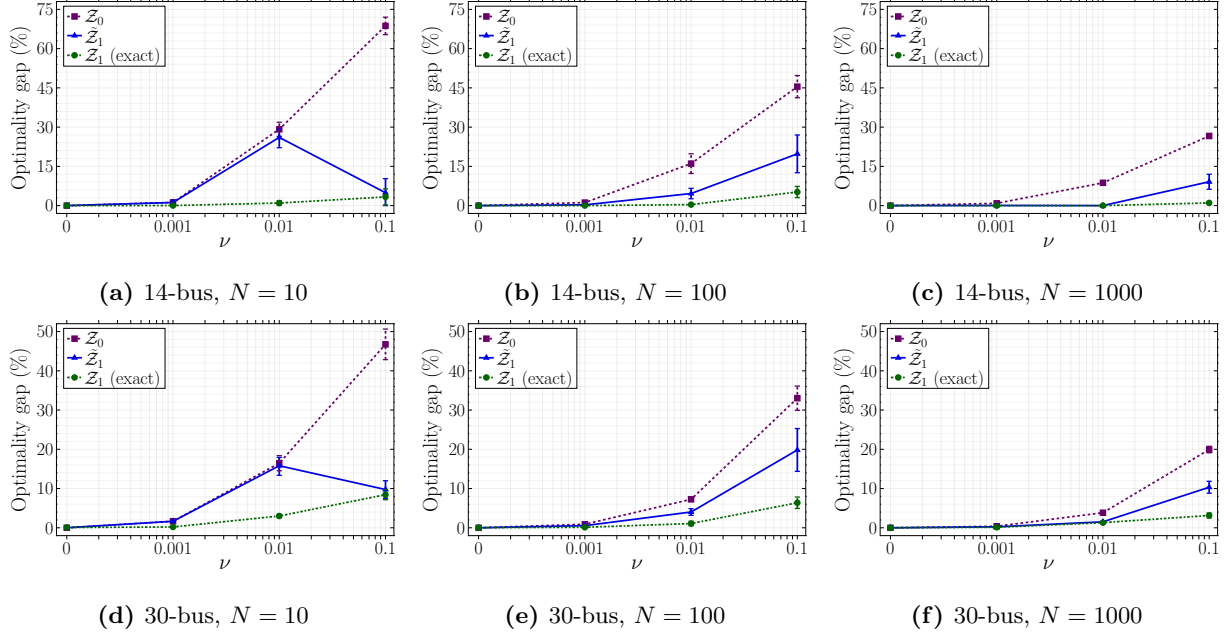 Optimality gap (%)
75
60
45
30
15
0
𝒵₀
𝒵̃₁
𝒵₁ (exact)
0 0.001 0.01 0.1
ν
(a) 14-bus, N = 10
Optimality gap (%)
75
60
45
30
15
0
𝒵₀
𝒵̃₁
𝒵₁ (exact)
0 0.001 0.01 0.1
ν
(b) 14-bus, N = 100
Optimality gap (%)
75
60
45
30
15
0
𝒵₀
𝒵̃₁
𝒵₁ (exact)
0 0.001 0.01 0.1
ν
(c) 14-bus, N = 1000
Optimality gap (%)
50
40
30
20
10
0
𝒵₀
𝒵̃₁
𝒵₁ (exact)
0 0.001 0.01 0.1
ν
(d) 30-bus, N = 10
Optimality gap (%)
50
40
30
20
10
0
𝒵₀
𝒵̃₁
𝒵₁ (exact)
0 0.001 0.01 0.1
ν
(e) 30-bus, N = 100
Optimality gap (%)
50
40
30
20
10
0
𝒵₀
𝒵̃₁
𝒵₁ (exact)
0 0.001 0.01 0.1
ν
(f) 30-bus, N = 1000